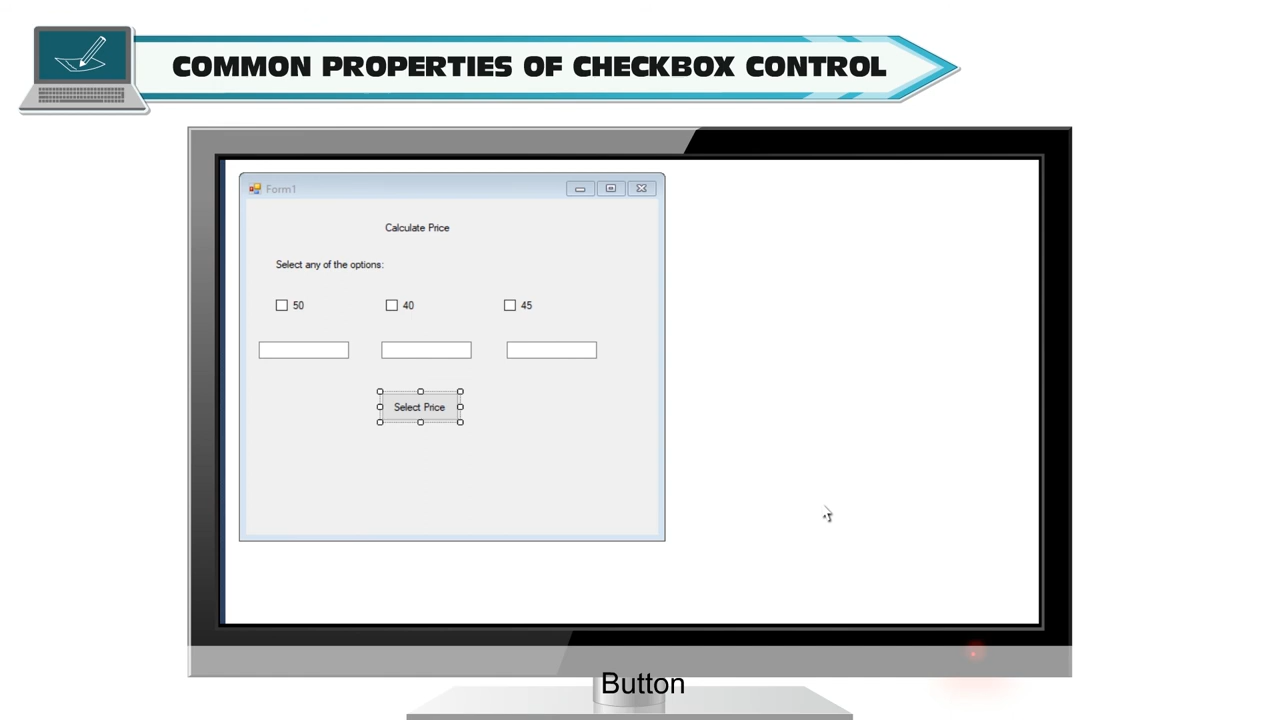 COMMON PROPERTIES OF CHECKBOX CONTROL
Form1
Calculate Price
Select any of the options:
50 40 45
Select Price
Button